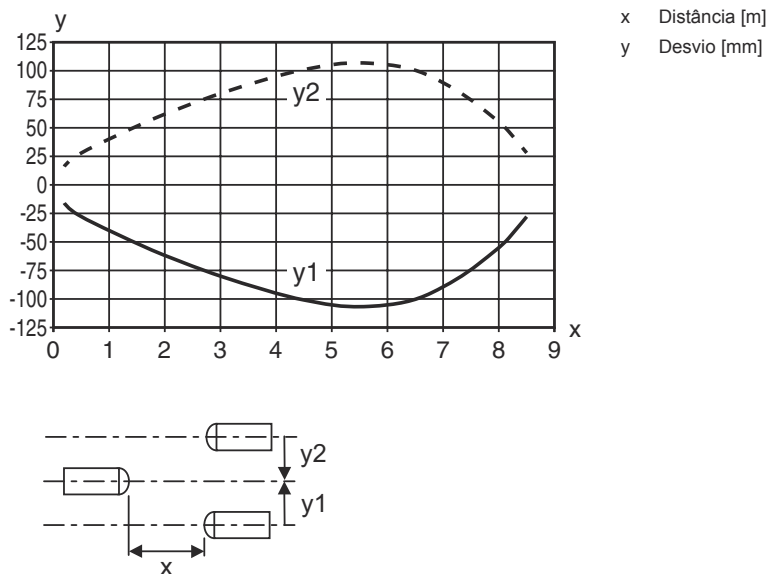 y
125
100
75
50
25
0
-25
-50
-75
-100
-125
y2
y1
0 1 2 3 4 5 6 7 8 9
x
x Distância [m]
y Desvio [mm]
y2
y1
x